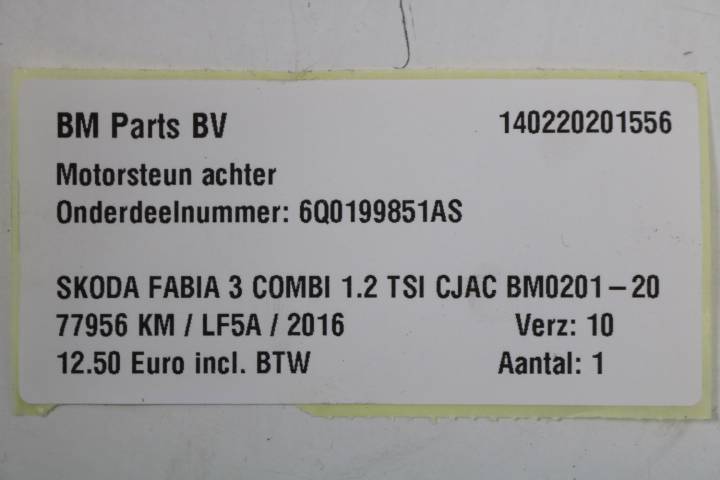 BM Parts BV 140220201556
Motorsteun achter
Onderdeelnummer: 6Q0199851AS
SKODA FABIA 3 COMBI 1.2 TSI CJAC BM0201-20
77956 KM / LF5A / 2016 Verz: 10
12.50 Euro incl. BTW Aantal: 1